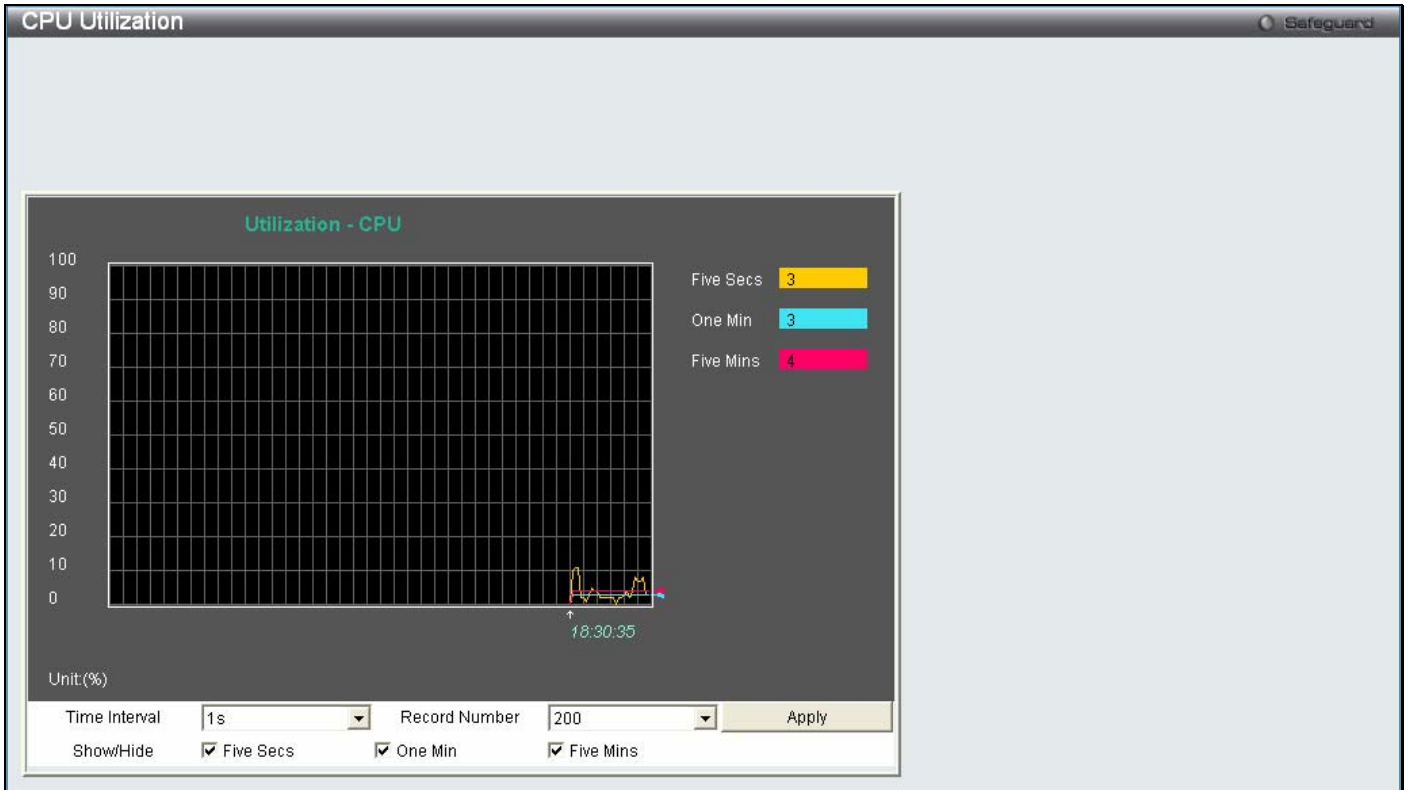 CPU Utilization
Safeguard
Utilization - CPU
100
90
80
70
60
50
40
30
20
10
0
Five Secs 3
One Min 3
Five Mins 4
18:30:35
Unit:(%)
Time Interval 1s Record Number 200 Apply
Show/Hide Five Secs One Min Five Mins